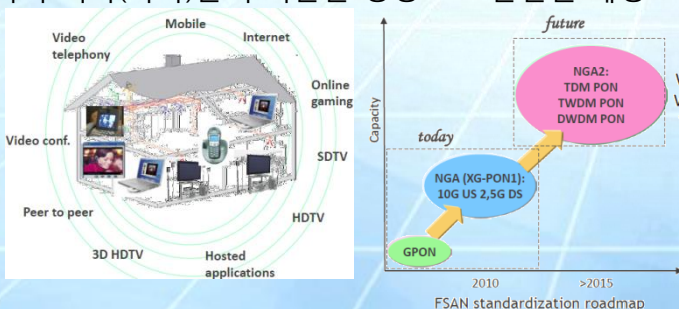 Mobile
Video
telephony
Internet
Online
gaming
Video conf.
SDTV
Peer to peer
HDTV
3D HDTV
Hosted
applications
future
NGA2:
TDM PON
TWDM PON
DWDM PON
Capacity
today
NGA (XG-PON1):
10G US 2,5G DS
GPON
2010
>2015
FSAN standardization roadmap